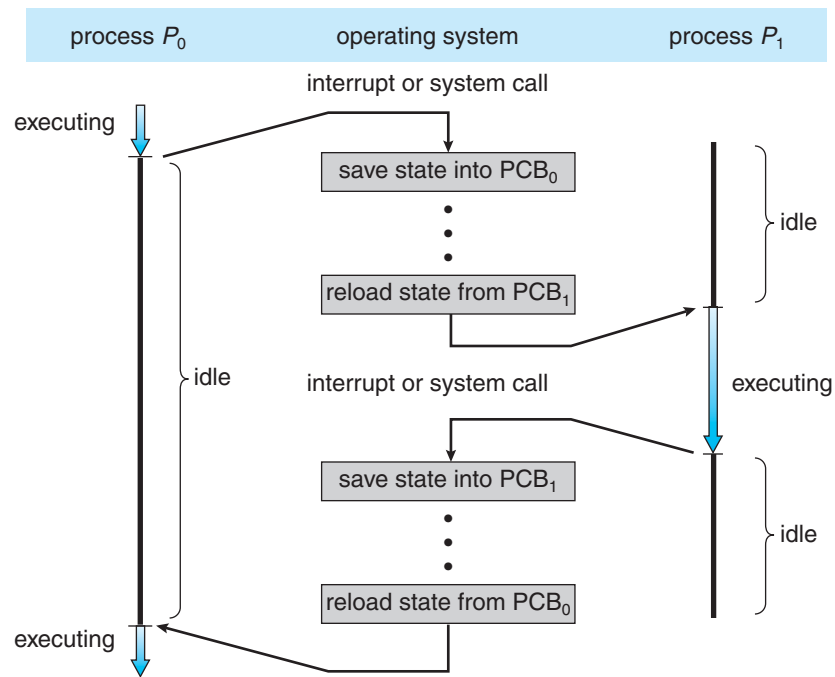 process P₀ operating system process P₁
interrupt or system call
executing
save state into PCB₀
idle
reload state from PCB₁
idle
interrupt or system call
executing
save state into PCB₁
idle
reload state from PCB₀
executing